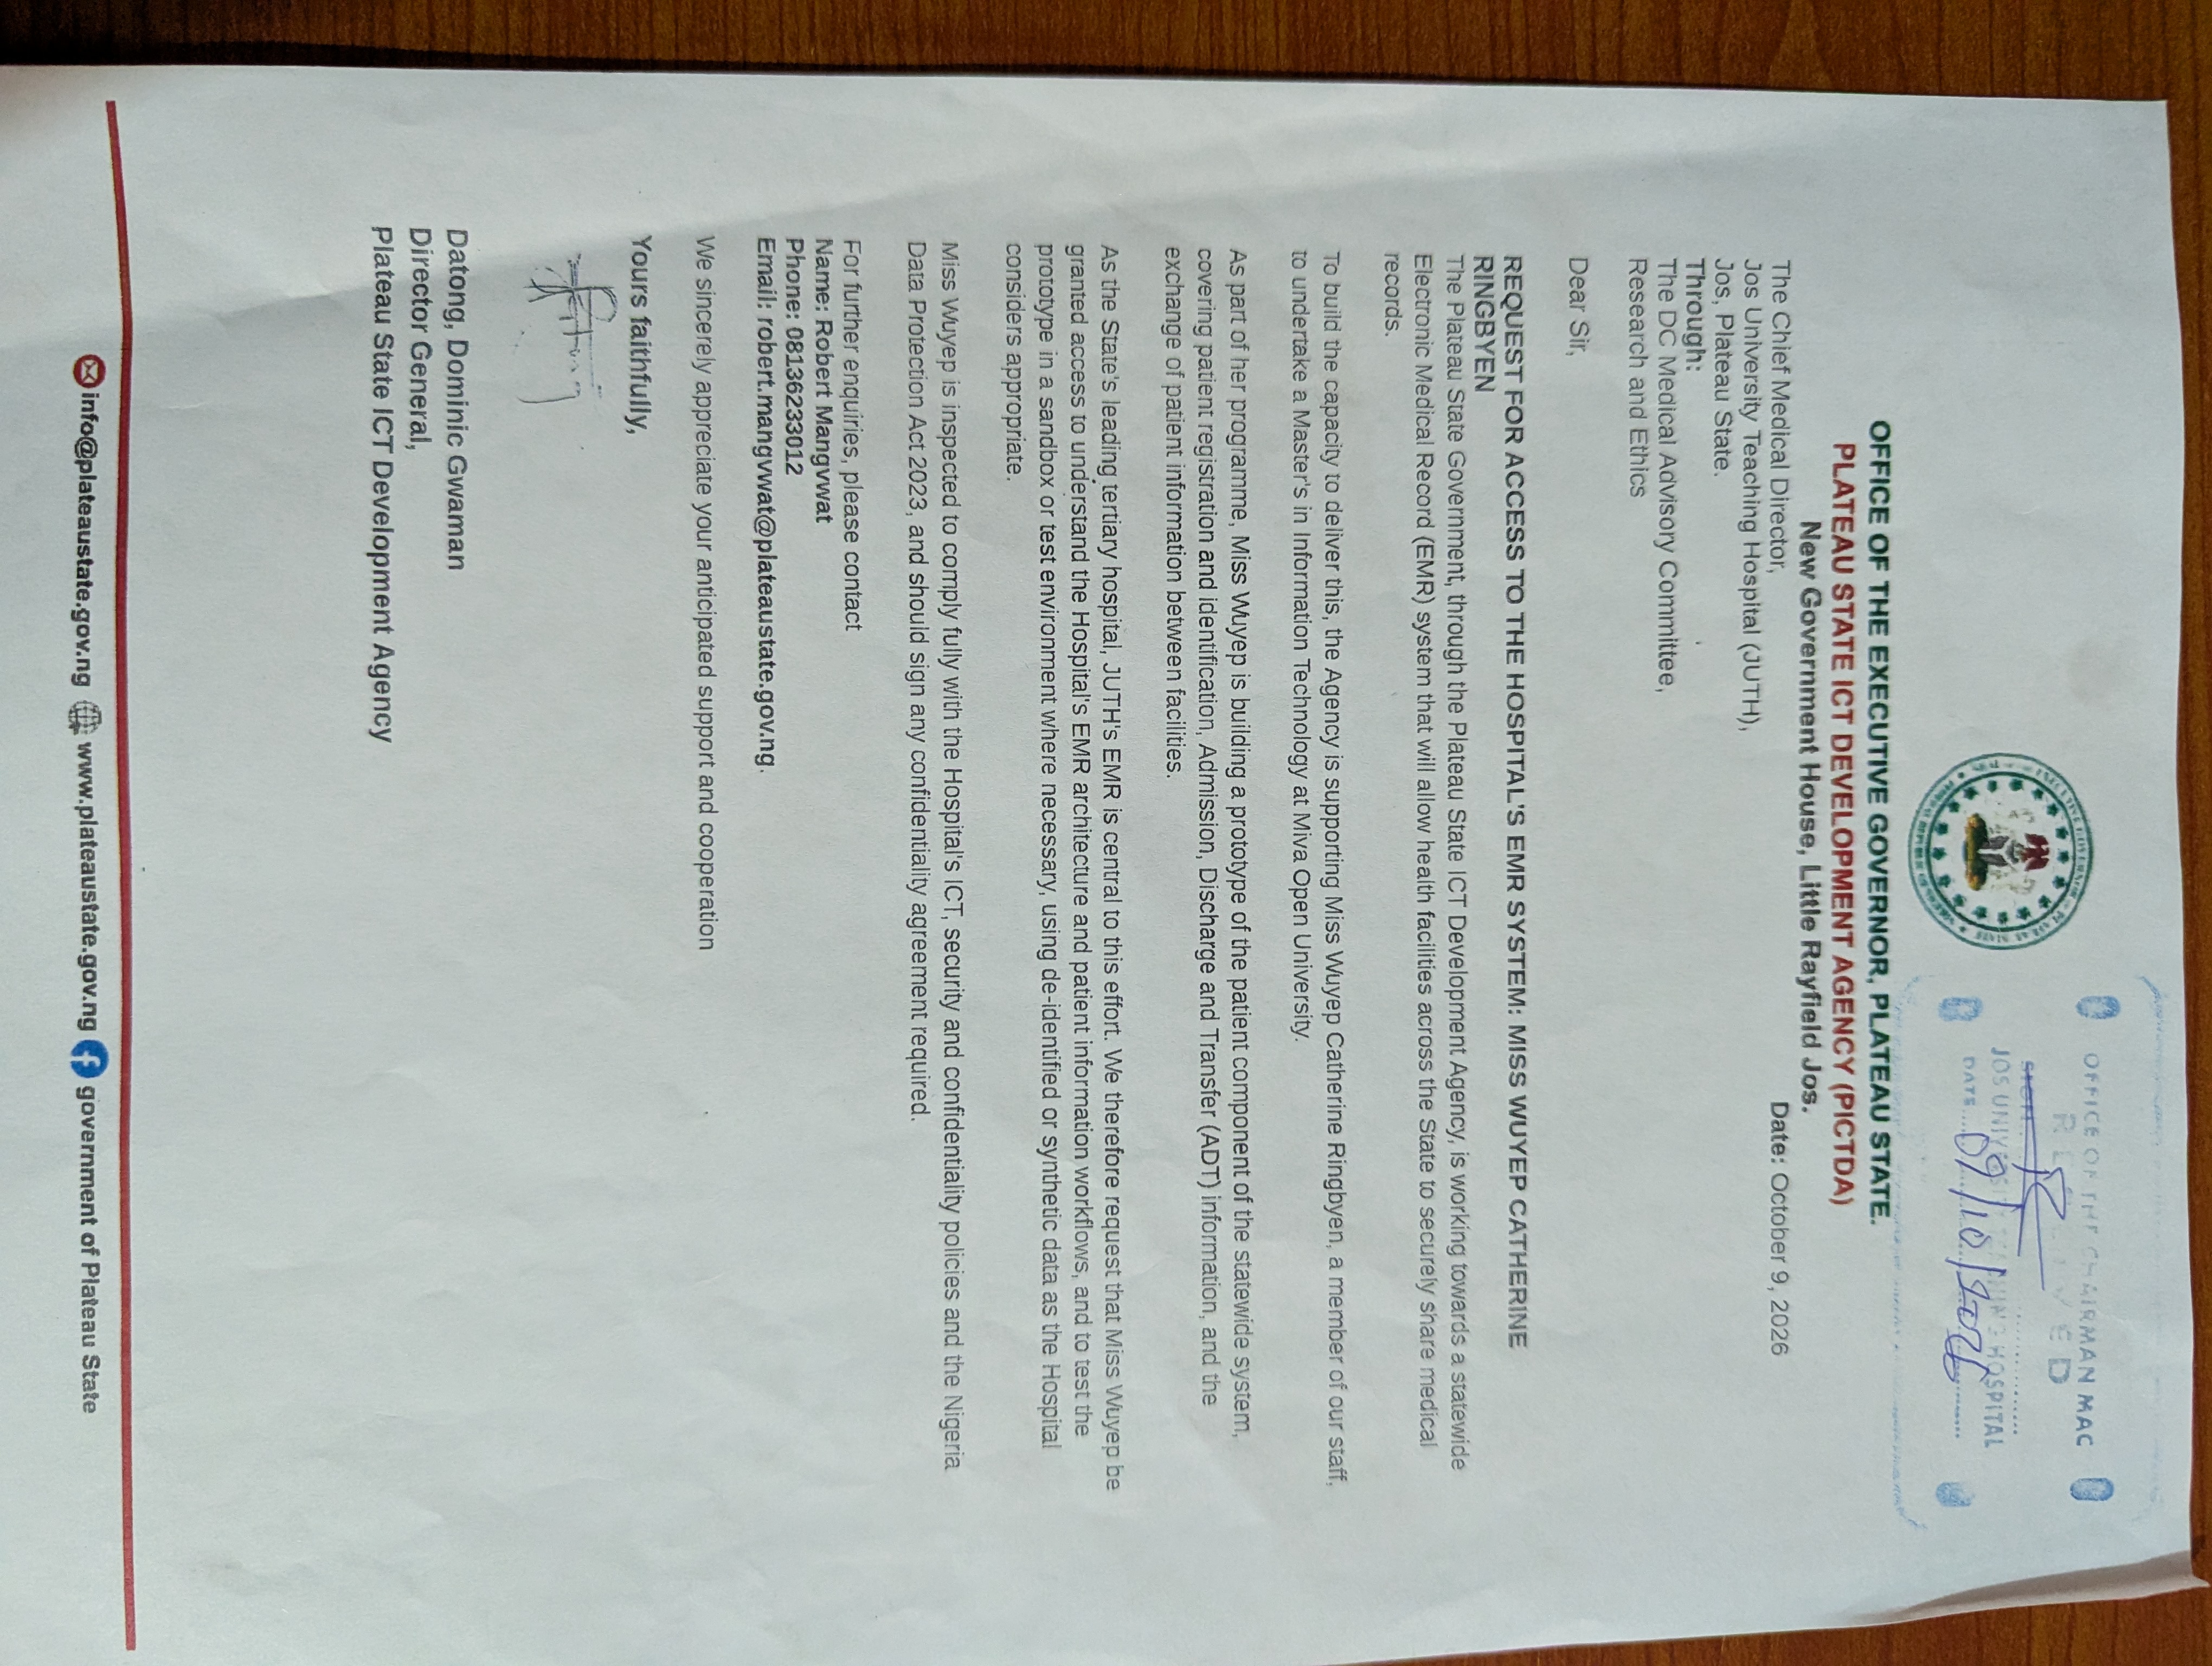 OFFICE OF THE CHAIRMAN MAC
RECEIVED
SIGN
JOS UNIVERSITY TEACHING HOSPITAL
DATE 09/10/2026
OFFICE OF THE EXECUTIVE GOVERNOR, PLATEAU STATE.
PLATEAU STATE ICT DEVELOPMENT AGENCY (PICTDA)
New Government House, Little Rayfield Jos.
Date: October 9, 2026
The Chief Medical Director,
Jos University Teaching Hospital (JUTH),
Jos, Plateau State.
Through:
The DC Medical Advisory Committee,
Research and Ethics
Dear Sir,
REQUEST FOR ACCESS TO THE HOSPITAL'S EMR SYSTEM: MISS WUYEP CATHERINE
RINGBYEN
The Plateau State Government, through the Plateau State ICT Development Agency, is working towards a statewide
Electronic Medical Record (EMR) system that will allow health facilities across the State to securely share medical
records.
To build the capacity to deliver this, the Agency is supporting Miss Wuyep Catherine Ringbyen, a member of our staff,
to undertake a Master's in Information Technology at Miva Open University.
As part of her programme, Miss Wuyep is building a prototype of the patient component of the statewide system,
covering patient registration and identification, Admission, Discharge and Transfer (ADT) information, and the
exchange of patient information between facilities.
As the State's leading tertiary hospital, JUTH's EMR is central to this effort. We therefore request that Miss Wuyep be
granted access to understand the Hospital's EMR architecture and patient information workflows, and to test the
prototype in a sandbox or test environment where necessary, using de-identified or synthetic data as the Hospital
considers appropriate.
Miss Wuyep is inspected to comply fully with the Hospital's ICT, security and confidentiality policies and the Nigeria
Data Protection Act 2023, and should sign any confidentiality agreement required.
For further enquiries, please contact
Name: Robert Mangvwat
Phone: 08136233012
Email: robert.mangvwat@plateaustate.gov.ng.
We sincerely appreciate your anticipated support and cooperation
Yours faithfully,
Datong, Dominic Gwaman
Director General,
Plateau State ICT Development Agency
info@plateaustate.gov.ng www.plateaustate.gov.ng government of Plateau State